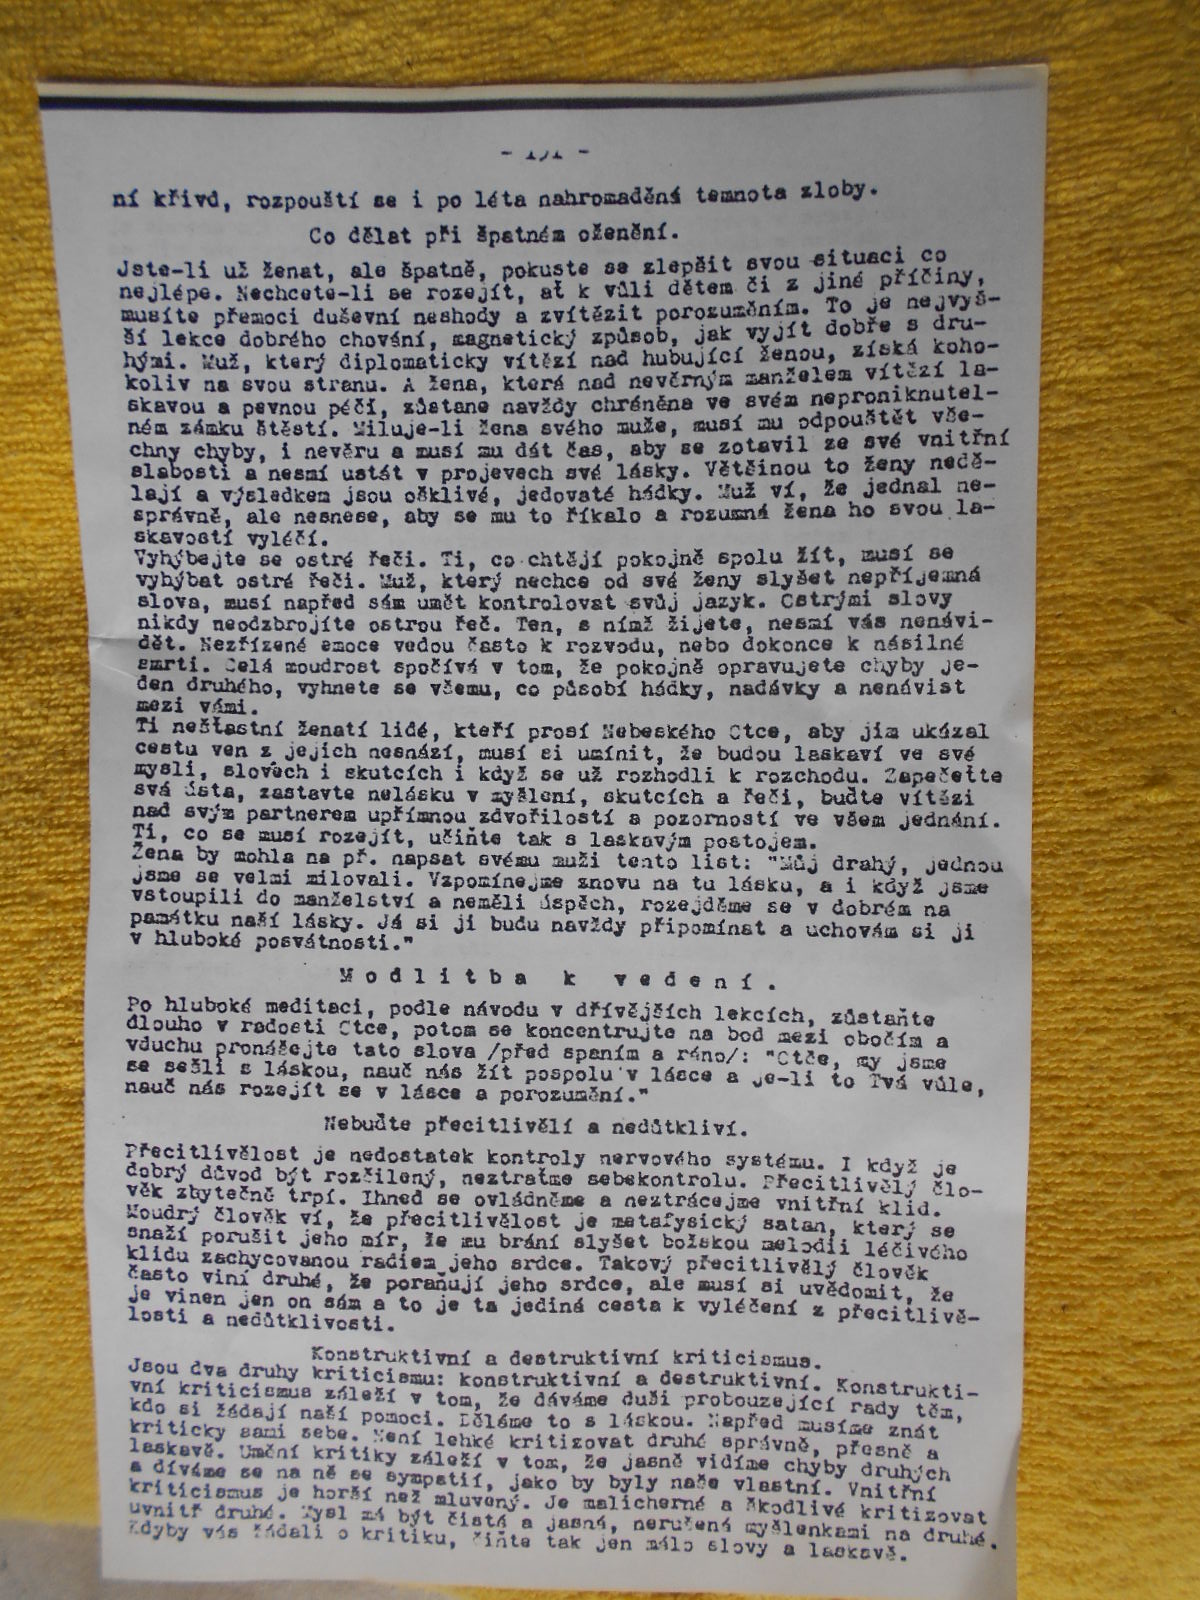 ní křivd, rozpouští se i po léta nahromaděná temnota zloby.
Co dělat při špatném oženění.
Jste-li už ženat, ale špatně, pokuste se zlepšit svou situaci co
nejlépe. Nechcete-li se rozejít, ať k vůli dětem či z jiné příčiny,
musíte přemoci duševní neshody a zvítězit porozuměním. To je nejvyš-
ší lekce dobrého chování, magnetický způsob, jak vyjít dobře s dru-
hými. Muž, který diplomaticky vítězí nad hubující ženou, získá koho-
koliv na svou stranu. A žena, která nad nevěrným manželem vítězí la-
skavou a pevnou péčí, zůstane navždy chráněna ve svém neproniknutel-
ném zámku štěstí. Miluje-li žena svého muže, musí mu odpouštět vše-
chny chyby, i nevěru a musí mu dát čas, aby se zotavil ze své vnitřní
slabosti a nesmí ustát v projevech své lásky. Většinou to ženy nedě-
lají a výsledkem jsou ošklivé, jedovaté hádky. Muž ví, že jednal ne-
správně, ale nesnese, aby se mu to říkalo a rozumná žena ho svou la-
skavostí vyléčí.
Vyhýbejte se ostré řeči. Ti, co chtějí pokojně spolu žít, musí se
vyhýbat ostré řeči. Muž, který nechce od své ženy slyšet nepříjemná
slova, musí napřed sám umět kontrolovat svůj jazyk. Ostrými slovy
nikdy neodzbrojíte ostrou řeč. Ten, s nímž žijete, nesmí vás nenávi-
dět. Nezřízené emoce vedou často k rozvodu, nebo dokonce k násilné
smrti. Celá moudrost spočívá v tom, že pokojně opravujete chyby je-
den druhého, vyhnete se všemu, co působí hádky, nadávky a nenávist
mezi vámi.
Ti nešťastní ženatí lidé, kteří prosí Nebeského Otce, aby jim ukázal
cestu ven z jejich nesnází, musí si umínit, že budou laskaví ve své
mysli, slovech i skutcích i když se už rozhodli k rozchodu. Zapečeťte
svá ústa, zastavte nelásku v myšlení, skutcích a řeči, buďte vítězi
nad svým partnerem upřímnou zdvořilostí a pozorností ve všem jednání.
Ti, co se musí rozejít, učiňte tak s laskavým postojem.
Žena by mohla na př. napsat svému muži tento list: "Můj drahý, jednou
jsme se velmi milovali. Vzpomínejme znovu na tu lásku, a i když jsme
vstoupili do manželství a neměli úspěch, rozejděme se v dobrém na
památku naší lásky. Já si ji budu navždy připomínat a uchovám si ji
v hluboké posvátnosti."
M o d l i t b a   k   v e d e n í .
Po hluboké meditaci, podle návodu v dřívějších lekcích, zůstaňte
dlouho v radosti Otce, potom se koncentrujte na bod mezi obočím a
vduchu pronášejte tato slova /před spaním a ráno/: "Otče, my jsme
se sešli s láskou, nauč nás žít pospolu v lásce a je-li to Tvá vůle,
nauč nás rozejít se v lásce a porozumění."
Nebuďte přecitlivělí a nedůtkliví.
Přecitlivělost je nedostatek kontroly nervového systému. I když je
dobrý důvod být rozčilený, neztraťme sebekontrolu. Přecitlivělý člo-
věk zbytečně trpí. Ihned se ovládněme a neztrácejme vnitřní klid.
Moudrý člověk ví, že přecitlivělost je metafysický satan, který se
snaží porušit jeho mír, že mu brání slyšet božskou melodii léčivého
klidu zachycovanou radiem jeho srdce. Takový přecitlivělý člověk
často viní druhé, že poraňují jeho srdce, ale musí si uvědomit, že
je vinen jen on sám a to je ta jediná cesta k vyléčení z přecitlivě-
losti a nedůtklivosti.
Konstruktivní a destruktivní kriticismus.
Jsou dva druhy kriticismu: konstruktivní a destruktivní. Konstrukti-
vní kriticismus záleží v tom, že dáváme duši probouzející rady těm,
kdo si žádají naší pomoci. Děláme to s láskou. Napřed musíme znát
kriticky sami sebe. Není lehké kritizovat druhé správně, přesně a
laskavě. Umění kritiky záleží v tom, že jasně vidíme chyby druhých
a díváme se na ně se sympatií, jako by byly naše vlastní. Vnitřní
kriticismus je horší než mluvený. Je malicherné a škodlivé kritizovat
uvnitř druhé. Mysl má být čistá a jasná, nerušená myšlenkami na druhé.
Kdyby vás žádali o kritiku, čiňte tak jen málo slovy a laskavě.